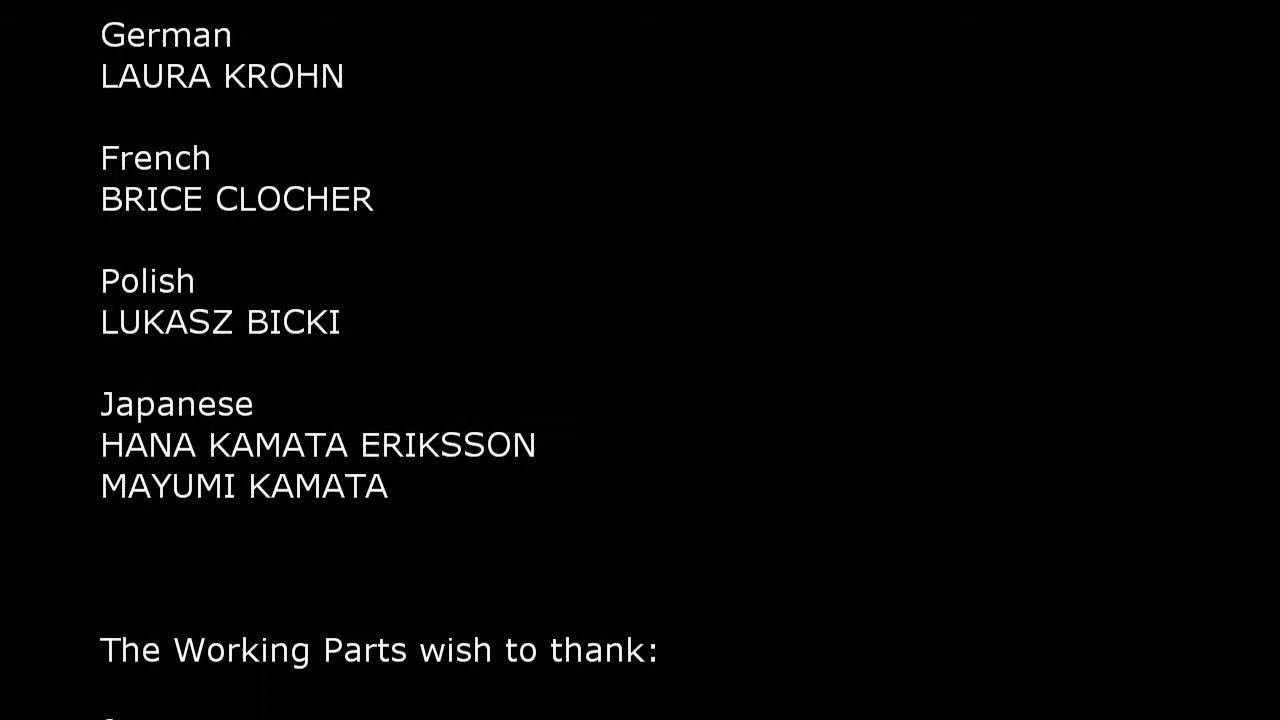 German
LAURA KROHN
French
BRICE CLOCHER
Polish
LUKASZ BICKI
Japanese
HANA KAMATA ERIKSSON
MAYUMI KAMATA
The Working Parts wish to thank: